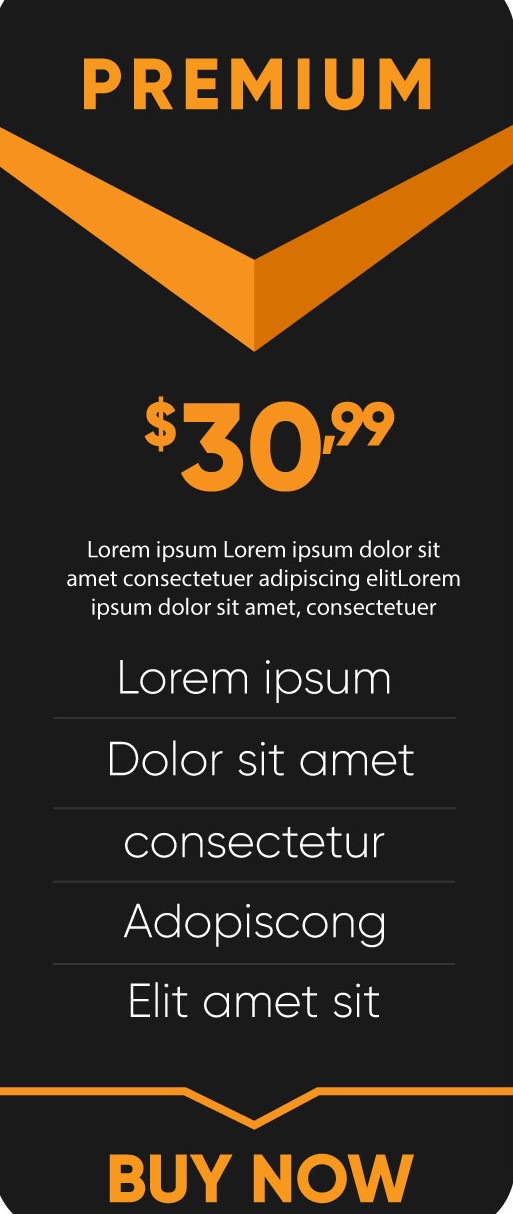 PREMIUM
$30,99
Lorem ipsum Lorem ipsum dolor sit
amet consectetuer adipiscing elitLorem
ipsum dolor sit amet, consectetuer
Lorem ipsum
Dolor sit amet
consectetur
Adopiscong
Elit amet sit
BUY NOW